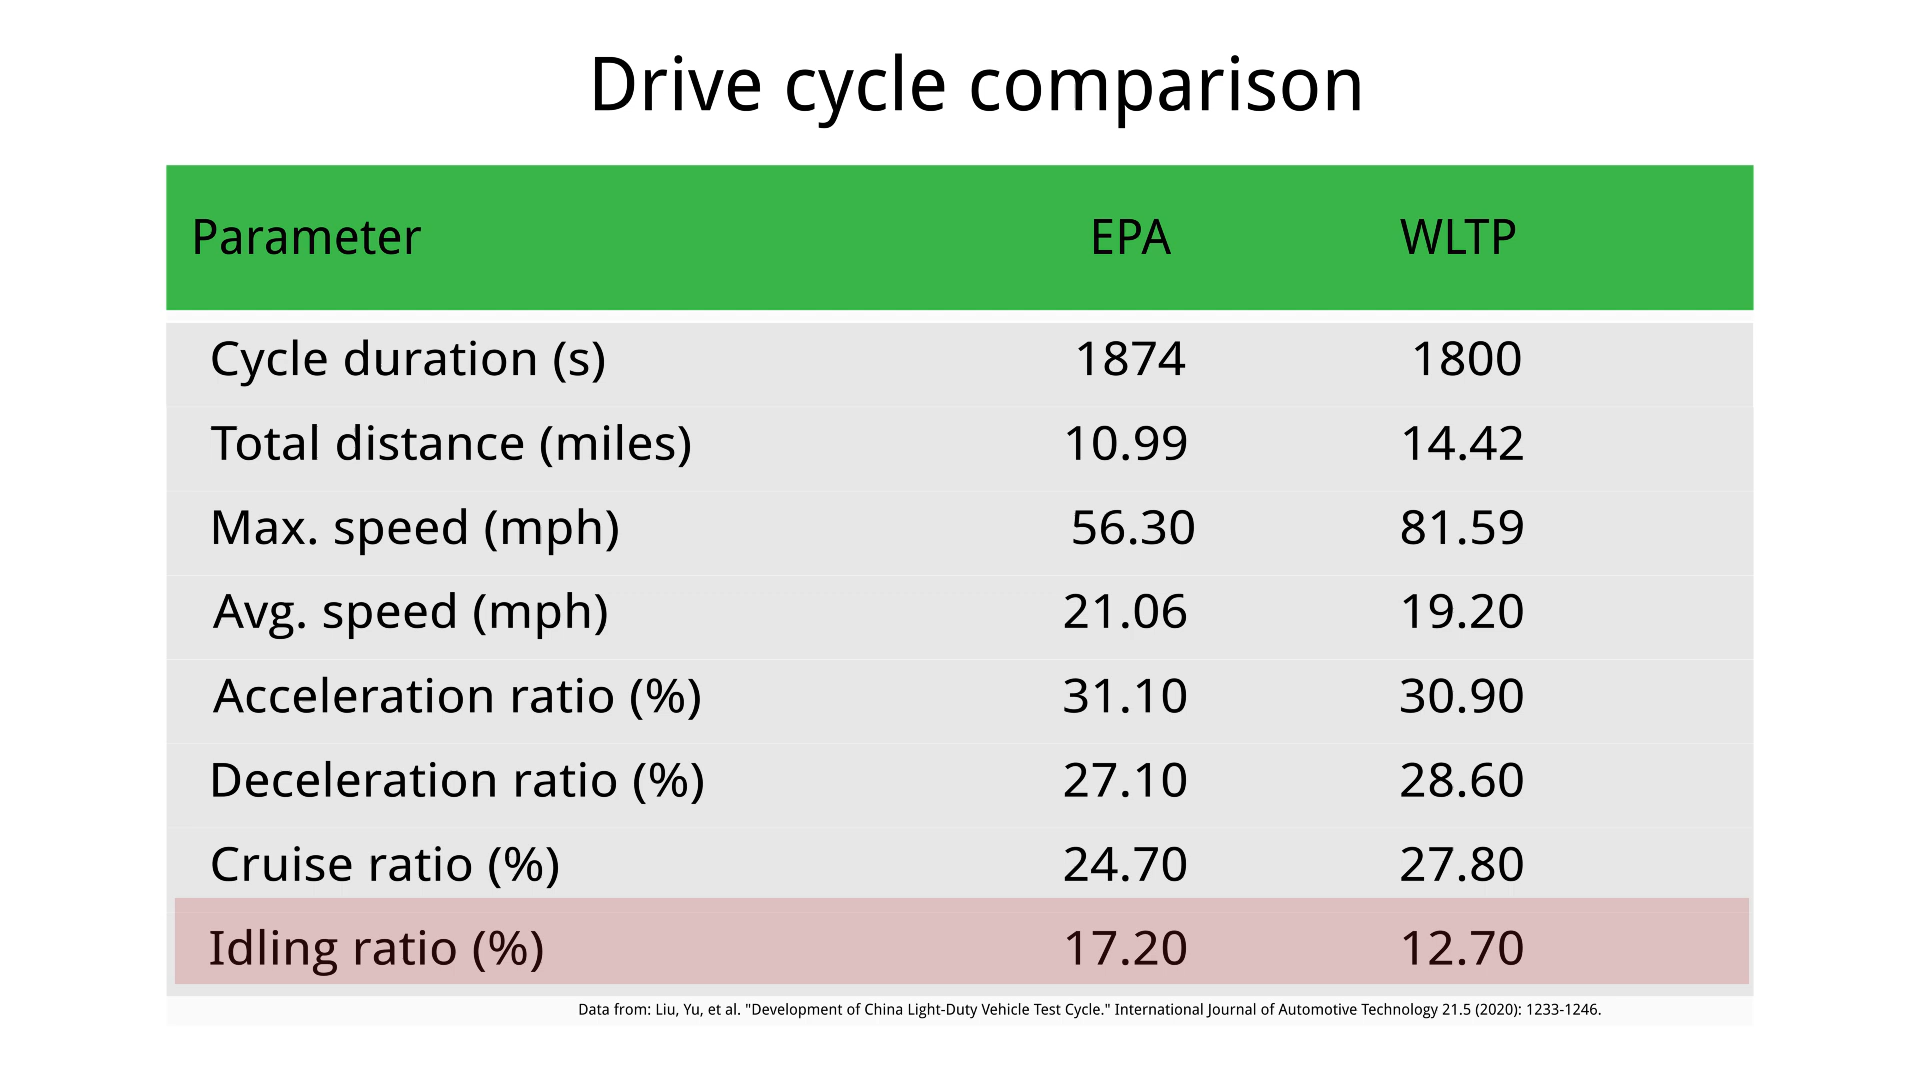 Drive cycle comparison
Parameter EPA WLTP
Cycle duration (s) 1874 1800
Total distance (miles) 10.99 14.42
Max. speed (mph) 56.30 81.59
Avg. speed (mph) 21.06 19.20
Acceleration ratio (%) 31.10 30.90
Deceleration ratio (%) 27.10 28.60
Cruise ratio (%) 24.70 27.80
Idling ratio (%) 17.20 12.70
Data from: Liu, Yu, et al. "Development of China Light-Duty Vehicle Test Cycle." International Journal of Automotive Technology 21.5 (2020): 1233-1246.